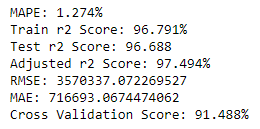 MAPE: 1.274%
Train r2 Score: 96.791%
Test r2 Score: 96.688
Adjusted r2 Score: 97.494%
RMSE: 3570337.072269527
MAE: 716693.0674474062
Cross Validation Score: 91.488%